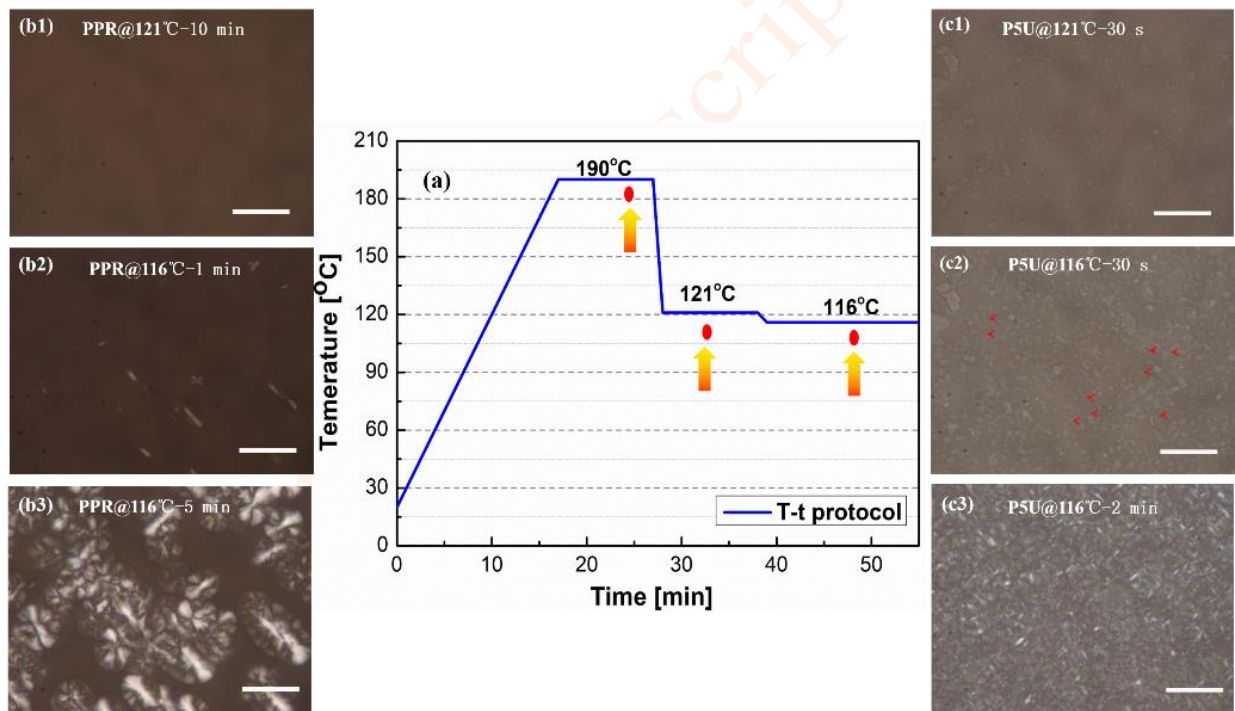 (b1) PPR@121℃-10 min
(b2) PPR@116℃-1 min
(b3) PPR@116℃-5 min
(a)
Temerature [°C]
210
180
150
120
90
60
30
0
190°C
121°C
116°C
T-t protocol
0 10 20 30 40 50
Time [min]
(c1) P5U@121℃-30 s
(c2) P5U@116℃-30 s
(c3) P5U@116℃-2 min